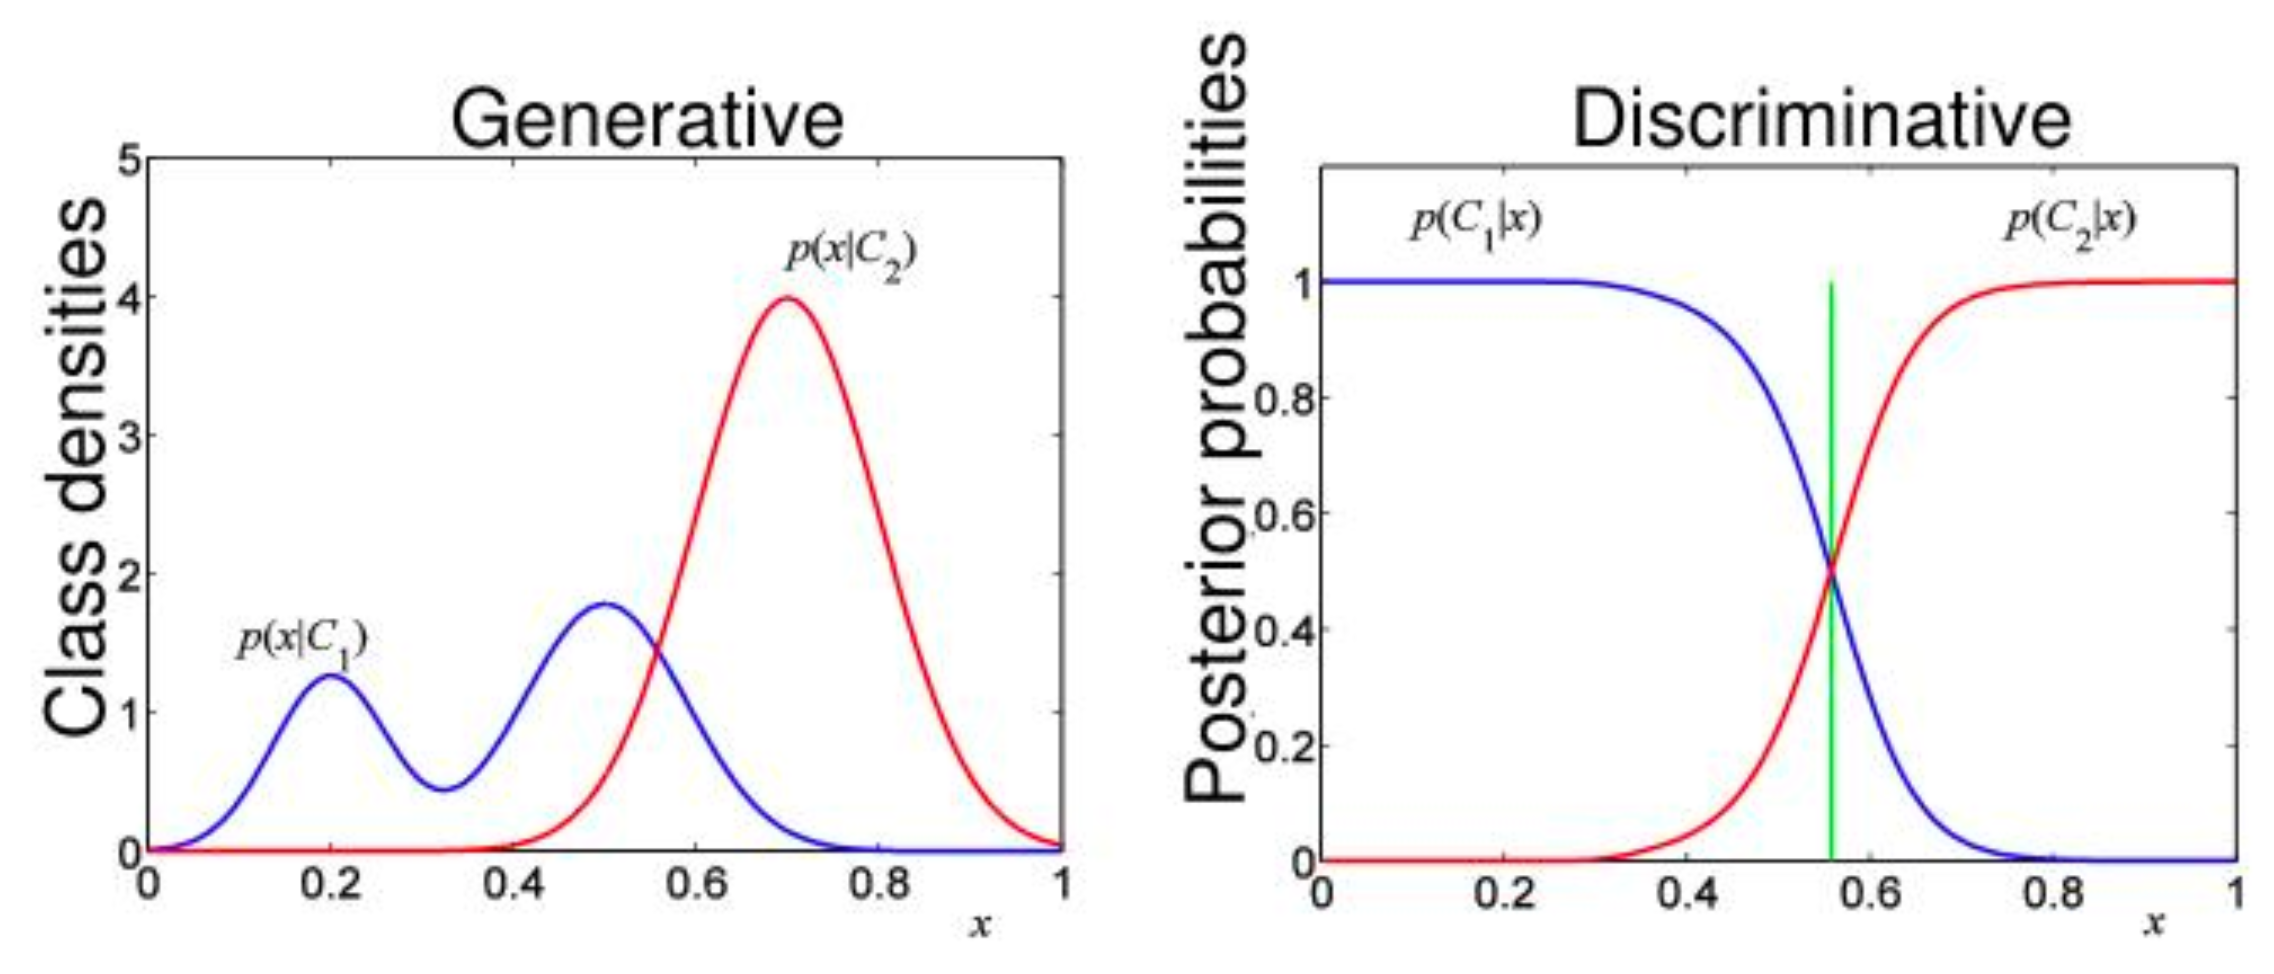 Generative
Class densities
5
4
3
2
1
0
p(x|C₁)
p(x|C₂)
0 0.2 0.4 0.6 0.8 1
x
Discriminative
Posterior probabilities
1
0.8
0.6
0.4
0.2
0
p(C₁|x) p(C₂|x)
0 0.2 0.4 0.6 0.8 1
x